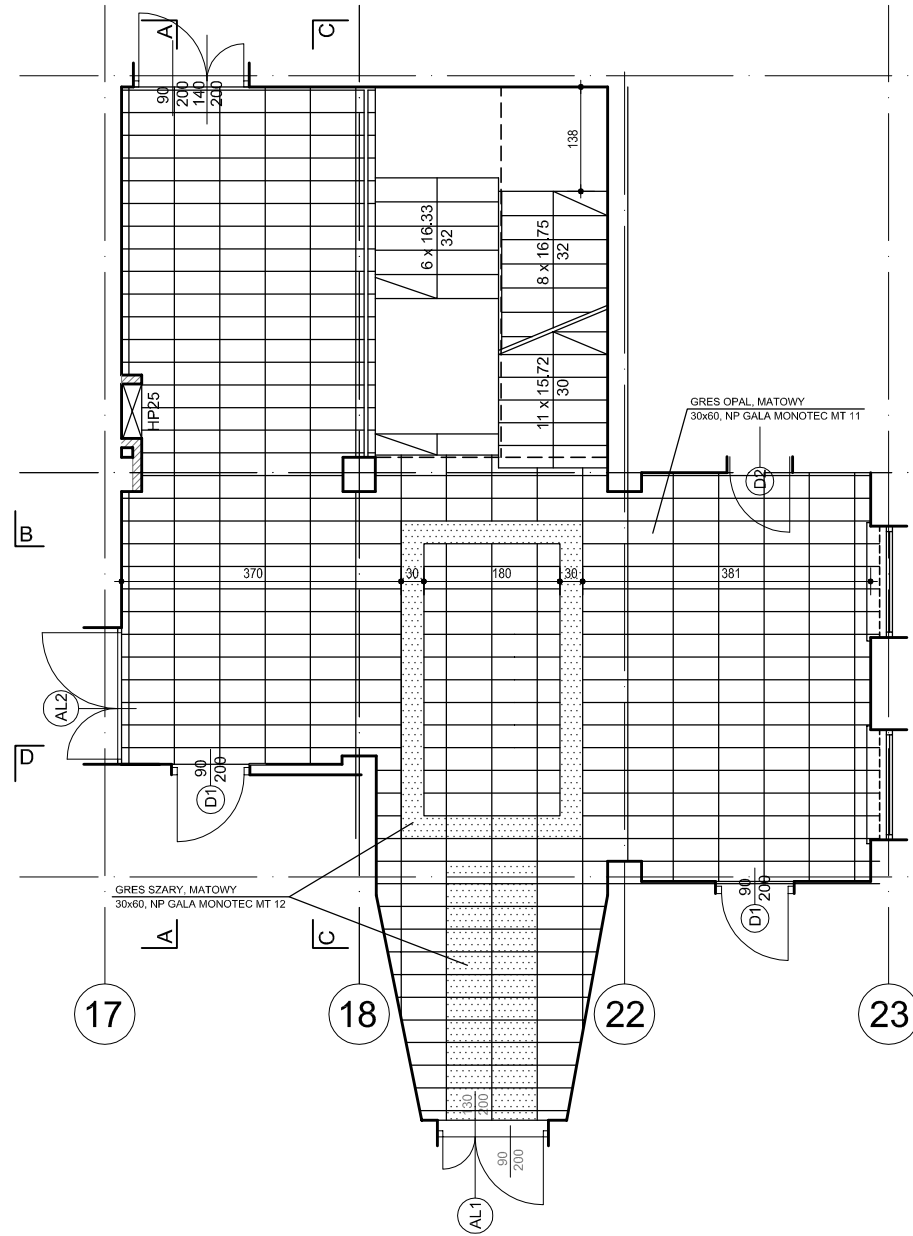 A
C
90
200
140
200
138
6 x 16.33
32
8 x 16.75
32
11 x 15.72
30
HP25
GRES OPAL, MATOWY
30x60, NP GALA MONOTEC MT 11
D2
B
370
30
180
30
381
AL2
D
90
200
D1
GRES SZARY, MATOWY
30x60, NP GALA MONOTEC MT 12
90
200
D1
A
C
17
18
22
23
130
200
90
200
AL1